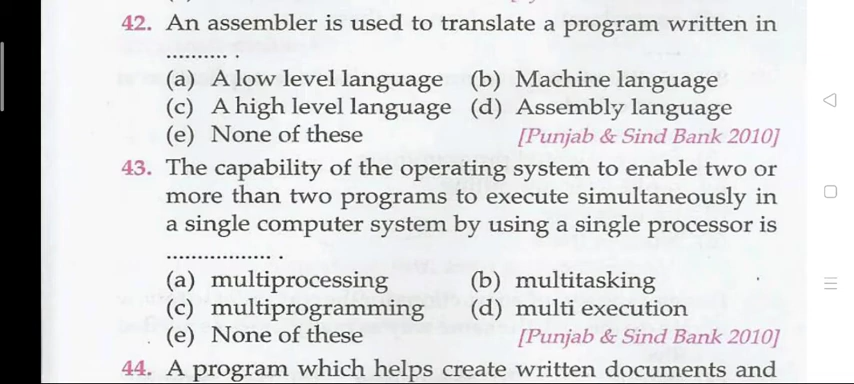 42. An assembler is used to translate a program written in
.......... .
(a) A low level language (b) Machine language
(c) A high level language (d) Assembly language
(e) None of these [Punjab & Sind Bank 2010]
43. The capability of the operating system to enable two or
more than two programs to execute simultaneously in
a single computer system by using a single processor is
.................. .
(a) multiprocessing (b) multitasking
(c) multiprogramming (d) multi execution
(e) None of these [Punjab & Sind Bank 2010]
44. A program which helps create written documents and